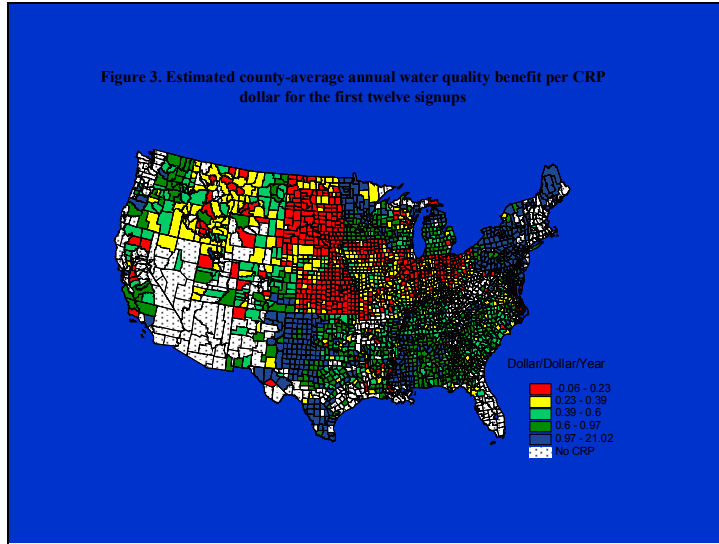 Figure 3. Estimated county-average annual water quality benefit per CRP
dollar for the first twelve signups
Dollar/Dollar/Year
-0.06 - 0.23
0.23 - 0.39
0.39 - 0.6
0.6 - 0.97
0.97 - 21.02
No CRP